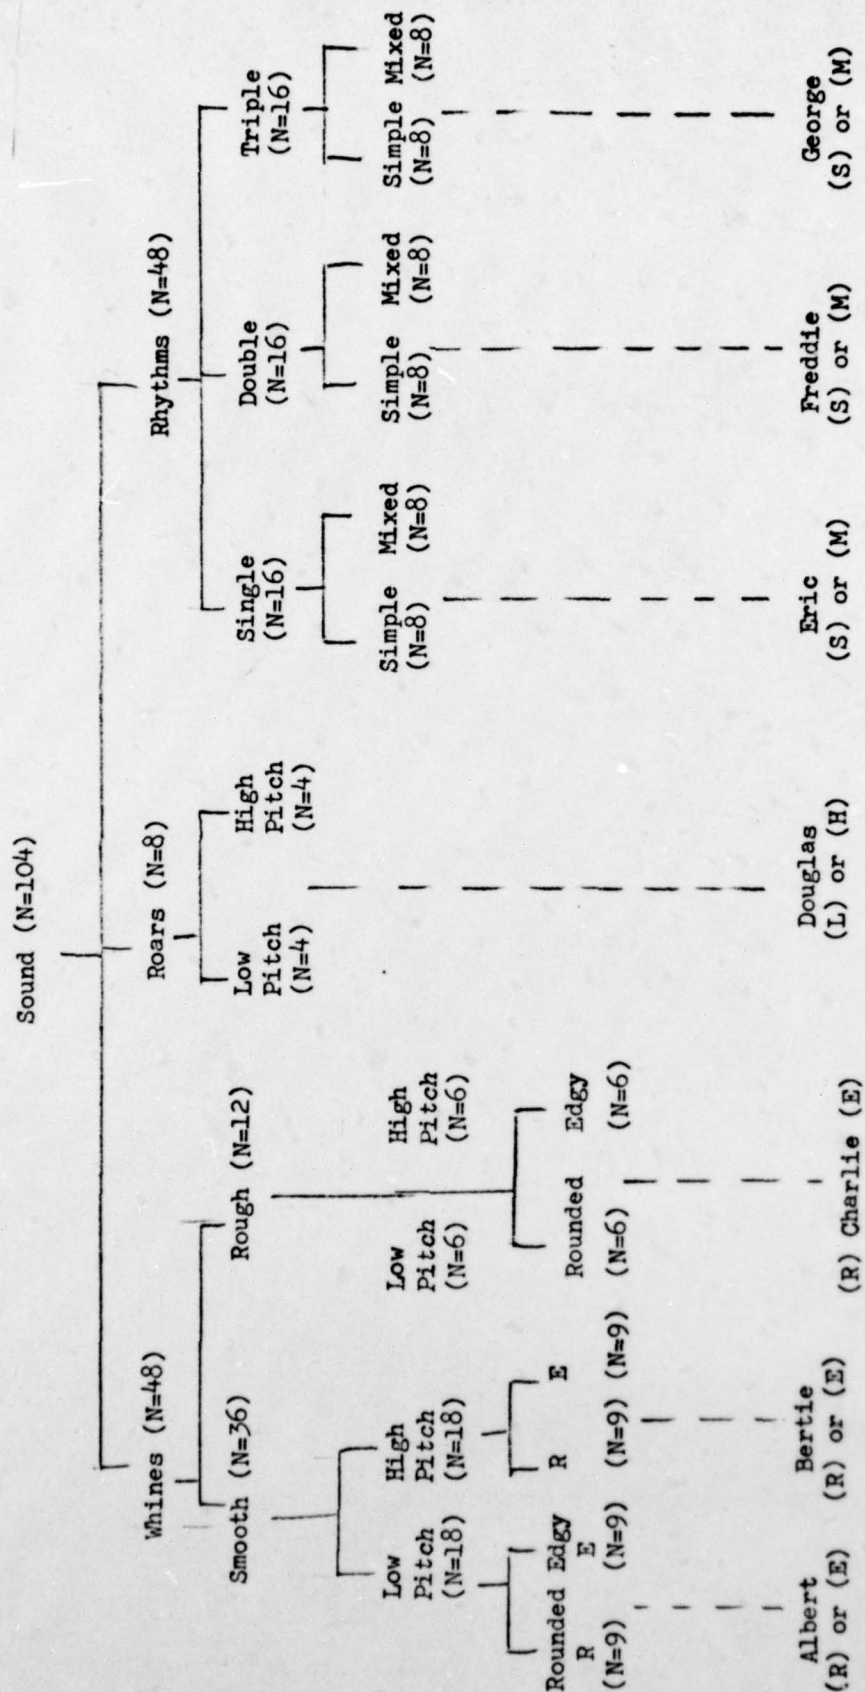 Sound (N=104)
Whines (N=48) Roars (N=8) Rhythms (N=48)
Smooth (N=36) Rough (N=12) Low Pitch (N=4) High Pitch (N=4) Single (N=16) Double (N=16) Triple (N=16)
Low Pitch (N=18) High Pitch (N=18) Low Pitch (N=6) High Pitch (N=6) Simple (N=8) Mixed (N=8) Simple (N=8) Mixed (N=8) Simple (N=8) Mixed (N=8)
Rounded Edgy
R E R E Rounded Edgy
(N=9) (N=9) (N=9) (N=9) (N=6) (N=6)
Albert Bertie (R) Charlie (E) Douglas Eric Freddie George
(R) or (E) (R) or (E) (L) or (H) (S) or (M) (S) or (M) (S) or (M)